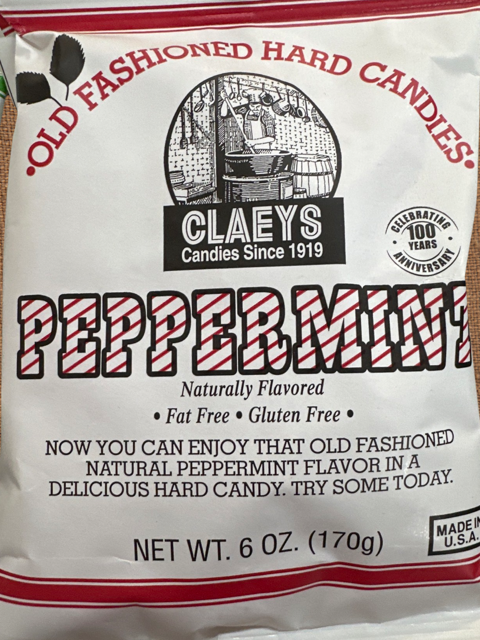 •OLD FASHIONED HARD CANDIES•
CLAEYS
Candies Since 1919
CELEBRATING
100
YEARS
ANNIVERSARY
PEPPERMINT
Naturally Flavored
• Fat Free • Gluten Free •
NOW YOU CAN ENJOY THAT OLD FASHIONED
NATURAL PEPPERMINT FLAVOR IN A
DELICIOUS HARD CANDY. TRY SOME TODAY.
MADE IN
U.S.A.
NET WT. 6 OZ. (170g)